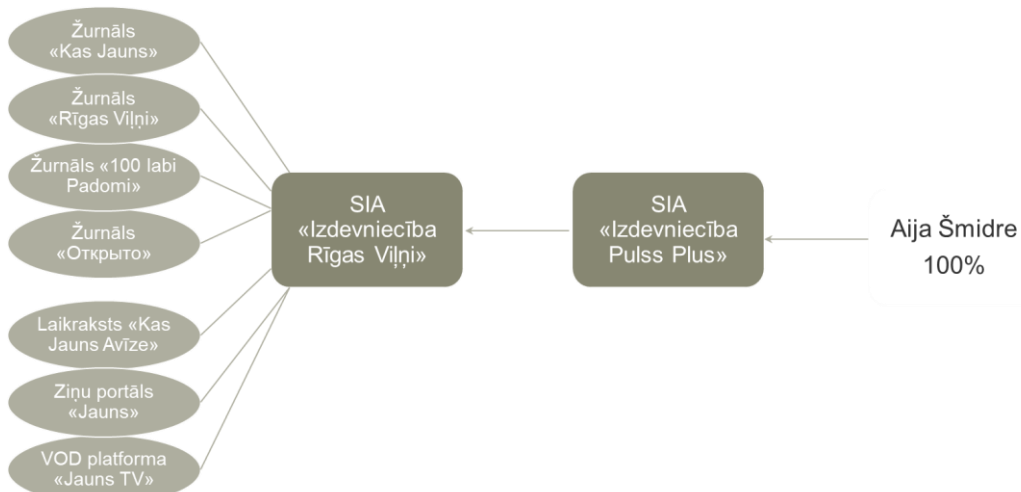 Žurnāls
«Kas Jauns»
Žurnāls
«Rīgas Viļņi»
Žurnāls «100 labi
Padomi»
Žurnāls
«Открыто»
Laikraksts «Kas
Jauns Avīze»
Ziņu portāls
«Jauns»
VOD platforma
«Jauns TV»
SIA
«Izdevniecība
Rīgas Viļņi»
SIA
«Izdevniecība
Pulss Plus»
Aija Šmidre
100%